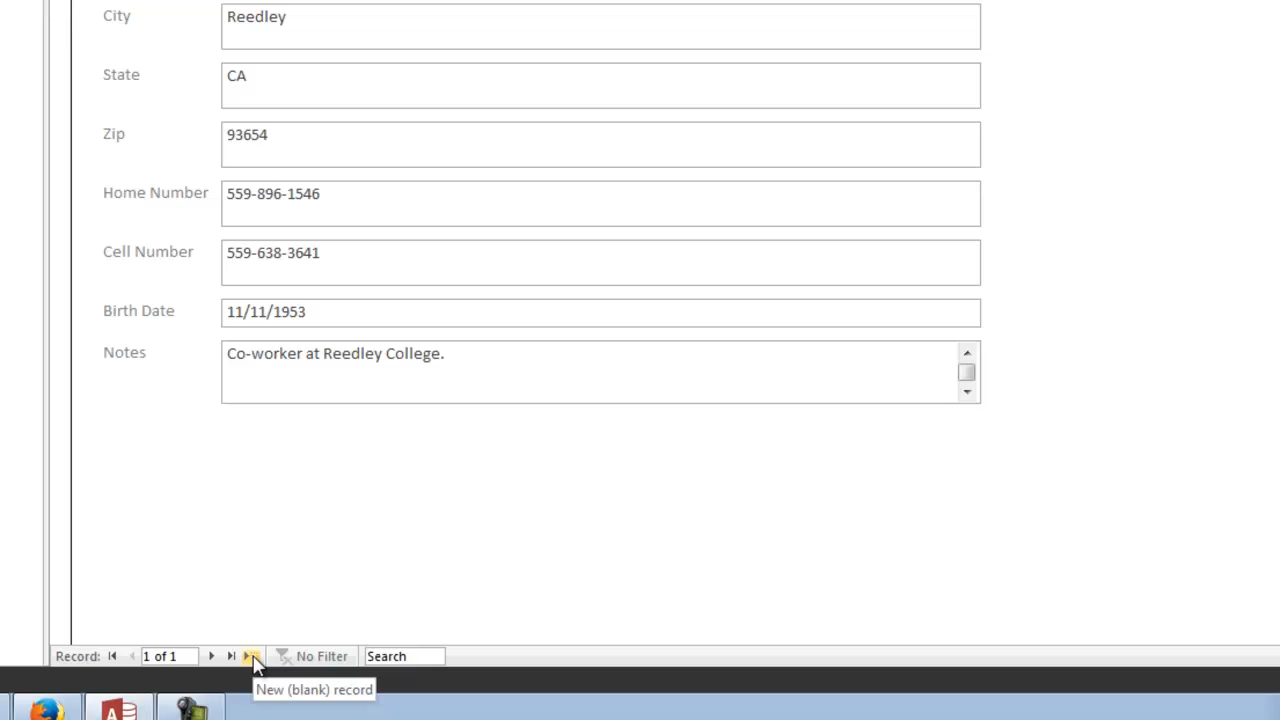 City Reedley
State CA
Zip 93654
Home Number 559-896-1546
Cell Number 559-638-3641
Birth Date 11/11/1953
Notes Co-worker at Reedley College.
Record: 1 of 1 No Filter Search
New (blank) record